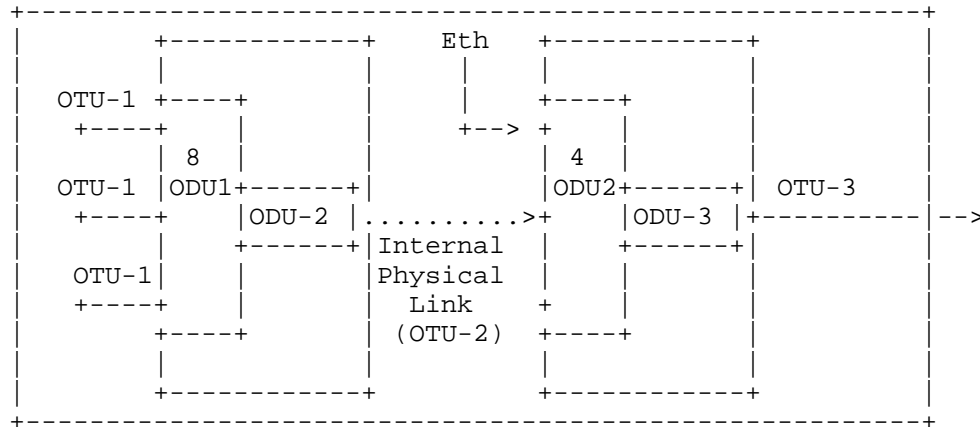 Eth
OTU-1
8 4
OTU-1 ODU1 ODU2 OTU-3
ODU-2 ODU-3
Internal
OTU-1 Physical
Link
(OTU-2)